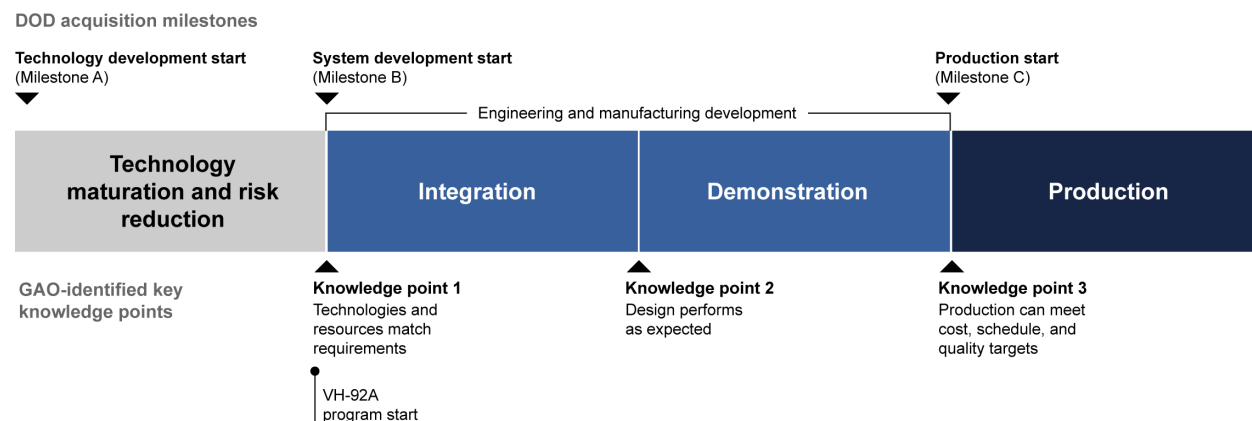 DOD acquisition milestones
Technology development start
(Milestone A)
System development start
(Milestone B)
Production start
(Milestone C)
Engineering and manufacturing development
Technology
maturation and risk
reduction
Integration
Demonstration
Production
GAO-identified key
knowledge points
Knowledge point 1
Technologies and
resources match
requirements
Knowledge point 2
Design performs
as expected
Knowledge point 3
Production can meet
cost, schedule, and
quality targets
VH-92A
program start